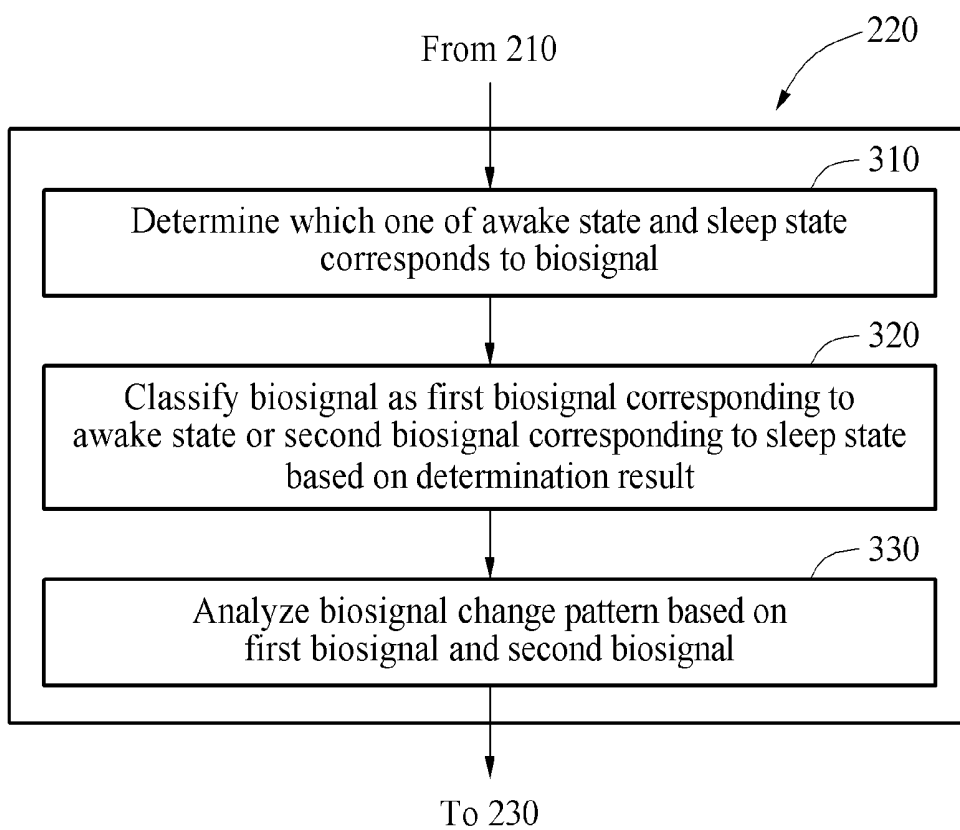 220
From 210
310
Determine which one of awake state and sleep state
corresponds to biosignal
320
Classify biosignal as first biosignal corresponding to
awake state or second biosignal corresponding to sleep state
based on determination result
330
Analyze biosignal change pattern based on
first biosignal and second biosignal
To 230